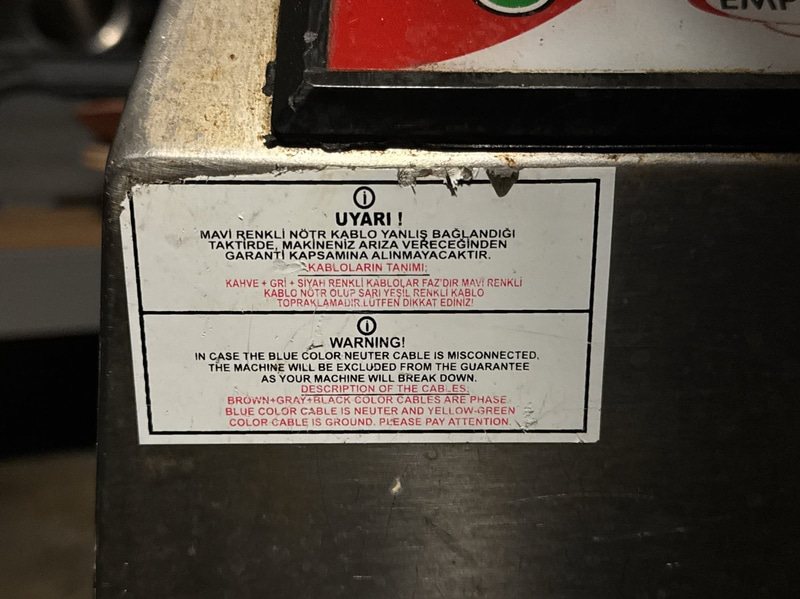 EMP
UYARI !
MAVİ RENKLİ NÖTR KABLO YANLIŞ BAĞLANDIĞI
TAKTİRDE, MAKİNENİZ ARIZA VERECEĞİNDEN
GARANTİ KAPSAMINA ALINMAYACAKTIR.
KABLOLARIN TANIMI;
KAHVE + GRİ + SİYAH RENKLİ KABLOLAR FAZ'DIR MAVİ RENKLİ
KABLO NÖTR OLUP SARI YEŞİL RENKLİ KABLO
TOPRAKLAMADIR.LÜTFEN DİKKAT EDİNİZ!
WARNING!
IN CASE THE BLUE COLOR NEUTER CABLE IS MISCONNECTED,
THE MACHINE WILL BE EXCLUDED FROM THE GUARANTEE
AS YOUR MACHINE WILL BREAK DOWN.
DESCRIPTION OF THE CABLES;
BROWN+GRAY+BLACK COLOR CABLES ARE PHASE
BLUE COLOR CABLE IS NEUTER AND YELLOW-GREEN
COLOR CABLE IS GROUND. PLEASE PAY ATTENTION.